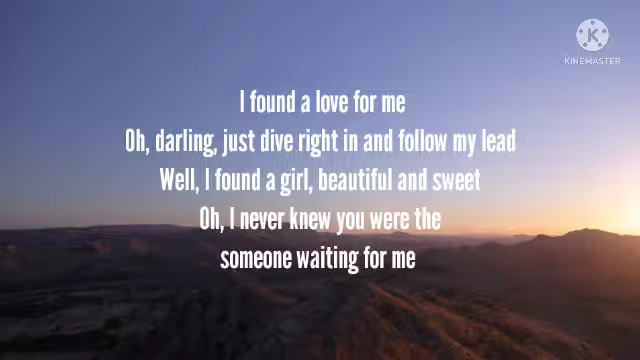 KINEMASTER
I found a love for me
Oh, darling, just dive right in and follow my lead
Well, I found a girl, beautiful and sweet
Oh, I never knew you were the
someone waiting for me